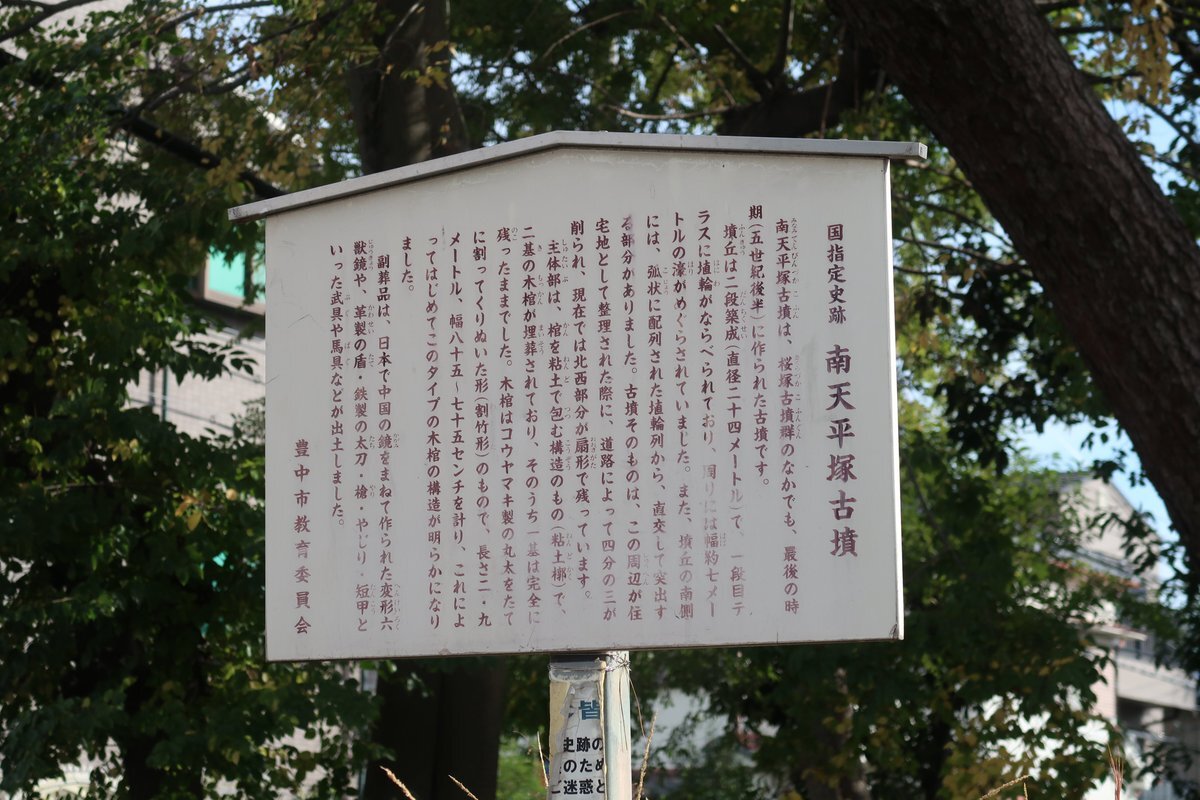 国指定史跡 南天平塚古墳
南天平塚古墳は、桜塚古墳群のなかでも、最後の時
期(五世紀後半)に作られた古墳です。
墳丘は二段築成(直径二十四メートル)で、一段目テ
ラスに埴輪がならべられており、周りには幅約七メー
トルの濠がめぐらされていました。また、墳丘の南側
には、弧状に配列された埴輪列から、直交して突出す
る部分がありました。古墳そのものは、この周辺が住
宅地として整理された際に、道路によって四分の三が
削られ、現在では北西部分が扇形で残っています。
主体部は、棺を粘土で包む構造のもの(粘土槨)で、
二基の木棺が埋葬されており、そのうち一基は完全に
残ったままでした。木棺はコウヤマキ製の丸太をたて
に割ってくりぬいた形(割竹形)のもので、長さ二・九
メートル、幅八十五～七十五センチを計り、これによ
ってはじめてこのタイプの木棺の構造が明らかになり
ました。
副葬品は、日本で中国の鏡をまねて作られた変形六
獣鏡や、革製の盾・鉄製の太刀・槍・やじり・短甲と
いった武具や馬具などが出土しました。
豊中市教育委員会
皆
史跡の
のため
迷惑と